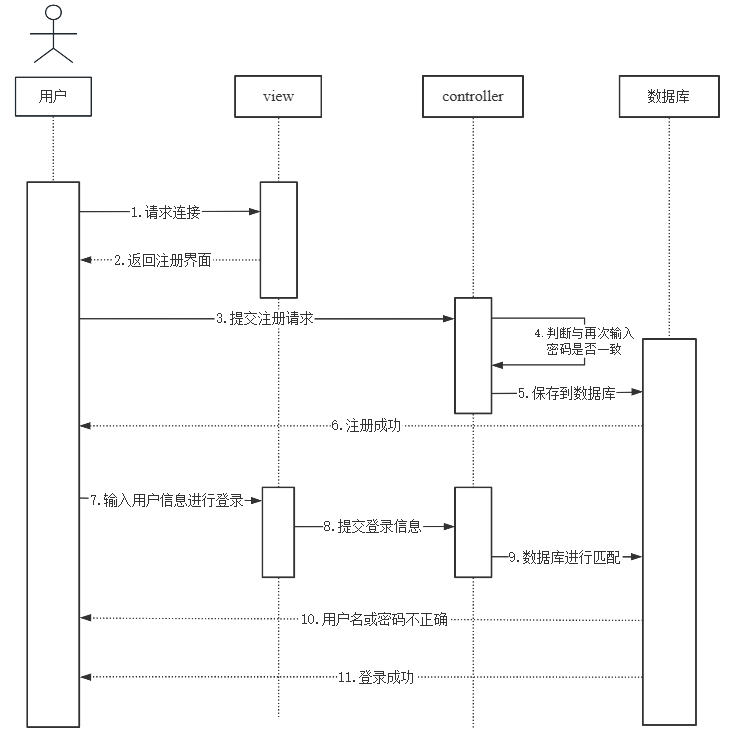 用户
view
controller
数据库
1.请求连接
2.返回注册界面
3.提交注册请求
4.判断与再次输入
密码是否一致
5.保存到数据库
6.注册成功
7.输入用户信息进行登录
8.提交登录信息
9.数据库进行匹配
10.用户名或密码不正确
11.登录成功